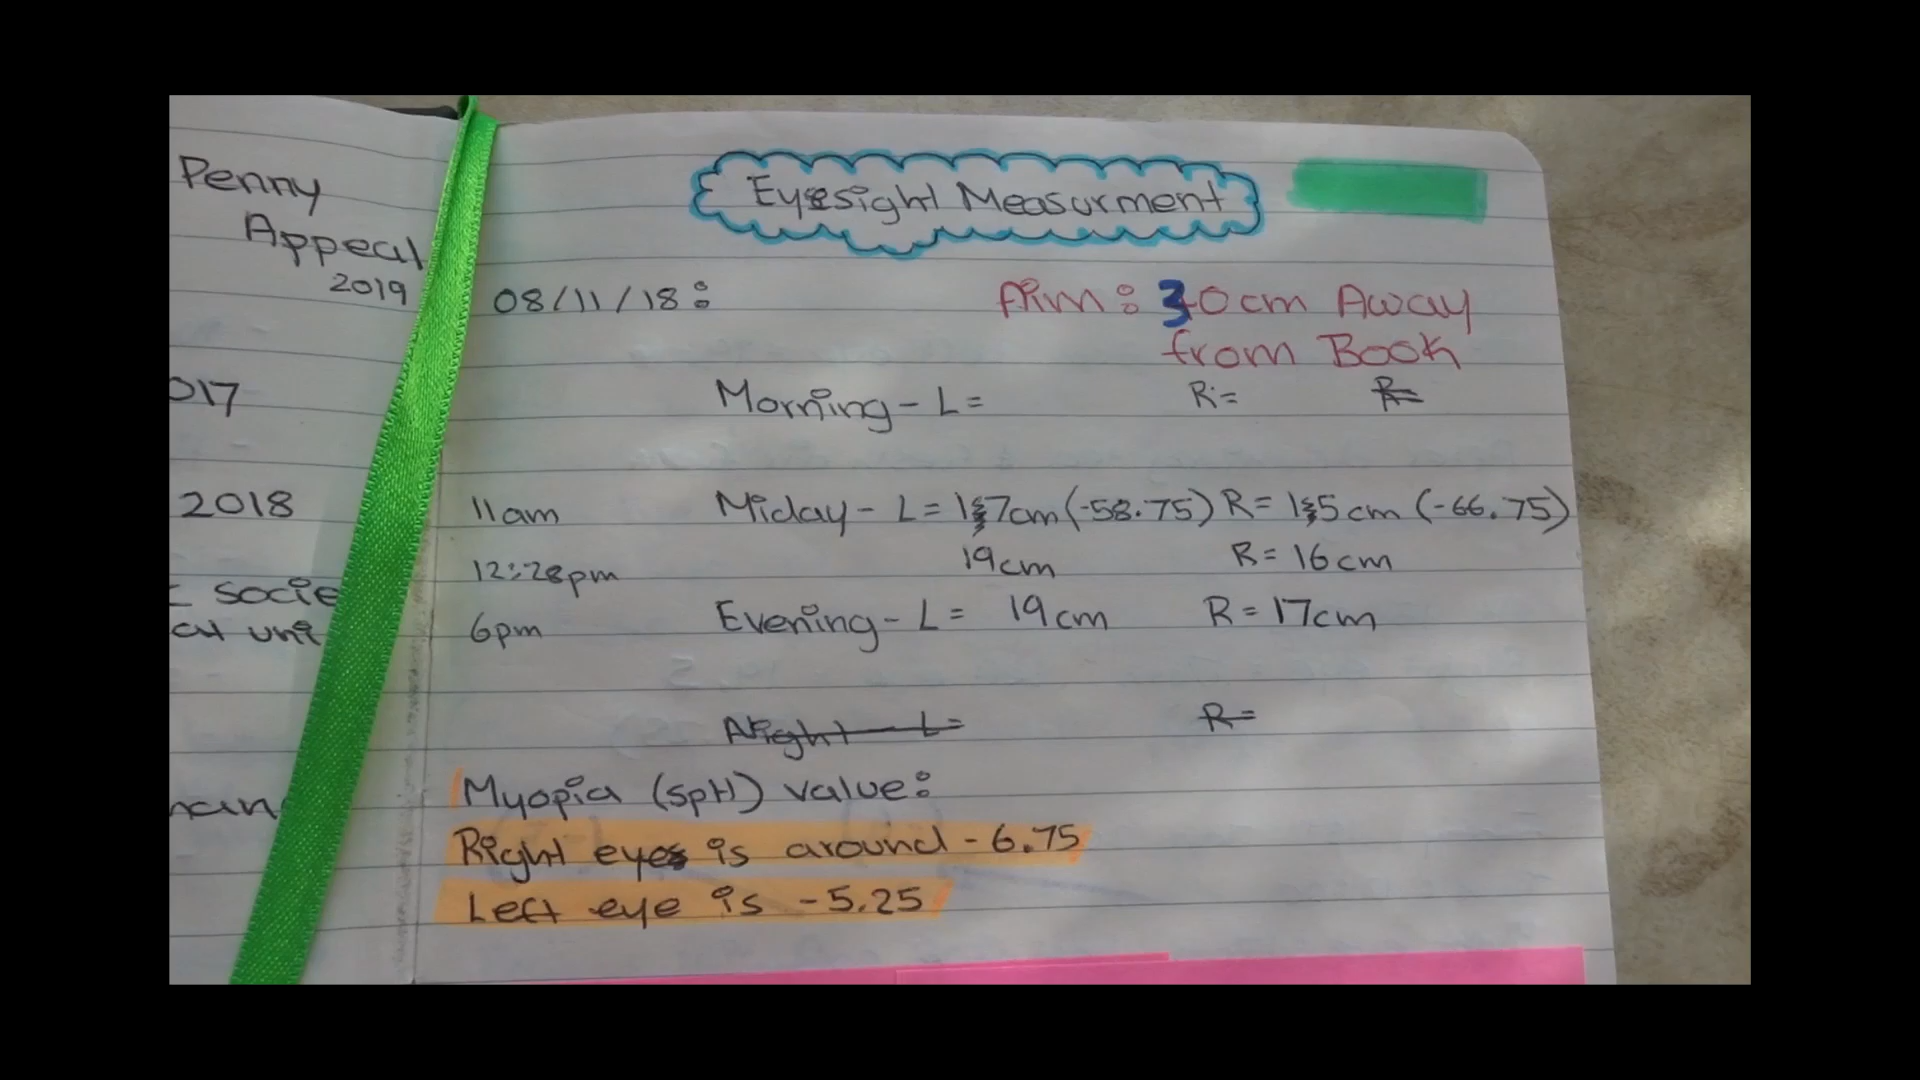 Penny
Appeal
2019
017
2018
socie
at uni
Eyesight Measurment
08/11/18:
Aim: 30cm Away
from Book
Morning - L= R= R=
11am Miday - L= 17cm (-58.75) R= 15cm (-66.75)
12:28pm 19cm R= 16cm
6pm Evening - L= 19cm R= 17cm
Night - L= R=
Myopia (SPH) value:
Right eye is around - 6.75
Left eye is -5.25